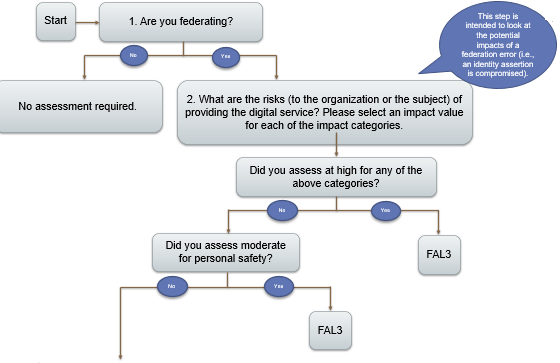 Start
1. Are you federating?
This step is
intended to look at
the potential
impacts of a
federation error (i.e.,
an identity assertion
is compromised).
No
Yes
No assessment required.
2. What are the risks (to the organization or the subject) of
providing the digital service? Please select an impact value
for each of the impact categories.
Did you assess at high for any of the
above categories?
No
Yes
Did you assess moderate
for personal safety?
FAL3
No
Yes
FAL3